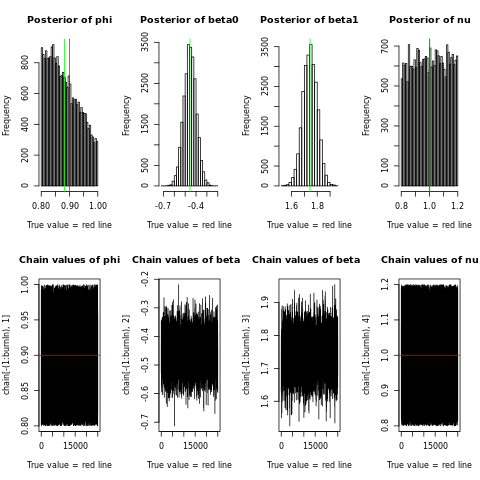 Posterior of phi
Posterior of beta0
Posterior of beta1
Posterior of nu
Frequency
0 200 400 600 800
0.80 0.90 1.00
True value = red line
Frequency
0 500 1500 2500 3500
-0.7 -0.4
True value = red line
Frequency
0 500 1500 2500 3500
1.6 1.8
True value = red line
Frequency
0 100 300 500 700
0.8 1.0 1.2
True value = red line
Chain values of phi
Chain values of beta
Chain values of beta
Chain values of nu
chain[-(1:burnIn), 1]
0.80 0.85 0.90 0.95 1.00
0 15000
True value = red line
chain[-(1:burnIn), 2]
-0.7 -0.6 -0.5 -0.4 -0.3 -0.2
0 15000
True value = red line
chain[-(1:burnIn), 3]
1.6 1.7 1.8 1.9
0 15000
True value = red line
chain[-(1:burnIn), 4]
0.8 0.9 1.0 1.1 1.2
0 15000
True value = red line